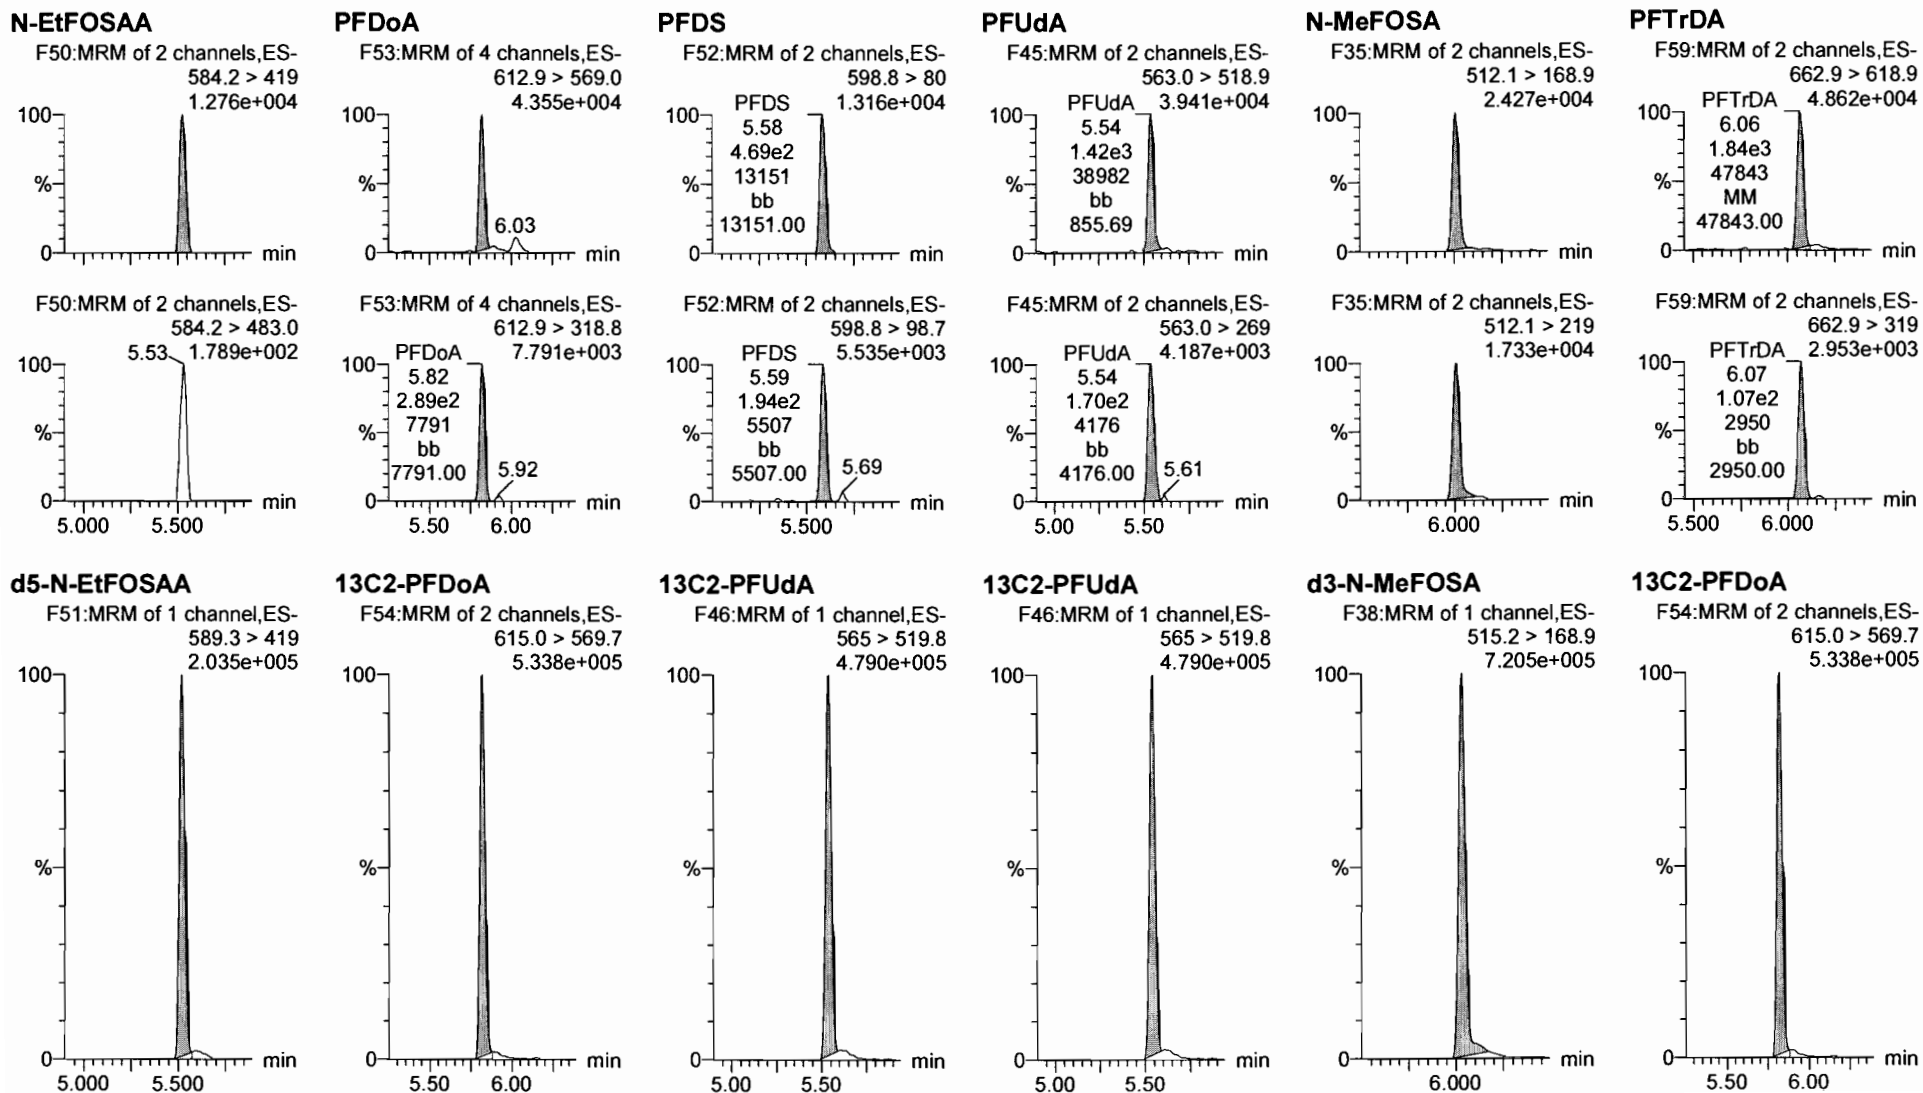 N-EtFOSAA
F50:MRM of 2 channels,ES-
584.2 > 419
1.276e+004
100
%
0
min
F50:MRM of 2 channels,ES-
584.2 > 483.0
5.53 1.789e+002
100
%
0
min
5.000 5.500
PFDoA
F53:MRM of 4 channels,ES-
612.9 > 569.0
4.355e+004
100
%
6.03
0
min
F53:MRM of 4 channels,ES-
612.9 > 318.8
7.791e+003
PFDoA
100
5.82
2.89e2
7791
%
bb
7791.00
5.92
0
min
5.50 6.00
PFDS
F52:MRM of 2 channels,ES-
598.8 > 80
1.316e+004
PFDS
100
5.58
4.69e2
13151
%
bb
13151.00
0
min
F52:MRM of 2 channels,ES-
598.8 > 98.7
5.535e+003
PFDS
100
5.59
1.94e2
5507
%
bb
5507.00
5.69
0
min
5.500
PFUdA
F45:MRM of 2 channels,ES-
563.0 > 518.9
3.941e+004
PFUdA
100
5.54
1.42e3
38982
%
bb
855.69
0
min
F45:MRM of 2 channels,ES-
563.0 > 269
4.187e+003
PFUdA
100
5.54
1.70e2
4176
%
bb
4176.00
5.61
0
min
5.00 5.50
N-MeFOSA
F35:MRM of 2 channels,ES-
512.1 > 168.9
2.427e+004
100
%
0
min
F35:MRM of 2 channels,ES-
512.1 > 219
1.733e+004
100
%
0
min
6.000
PFTrDA
F59:MRM of 2 channels,ES-
662.9 > 618.9
4.862e+004
PFTrDA
100
6.06
1.84e3
47843
%
MM
47843.00
0
min
F59:MRM of 2 channels,ES-
662.9 > 319
2.953e+003
PFTrDA
100
6.07
1.07e2
2950
%
bb
2950.00
0
min
5.500 6.000
d5-N-EtFOSAA
F51:MRM of 1 channel,ES-
589.3 > 419
2.035e+005
100
%
0
min
5.000 5.500
13C2-PFDoA
F54:MRM of 2 channels,ES-
615.0 > 569.7
5.338e+005
100
%
0
min
5.50 6.00
13C2-PFUdA
F46:MRM of 1 channel,ES-
565 > 519.8
4.790e+005
100
%
0
min
5.00 5.50
13C2-PFUdA
F46:MRM of 1 channel,ES-
565 > 519.8
4.790e+005
100
%
0
min
5.00 5.50
d3-N-MeFOSA
F38:MRM of 1 channel,ES-
515.2 > 168.9
7.205e+005
100
%
0
min
6.000
13C2-PFDoA
F54:MRM of 2 channels,ES-
615.0 > 569.7
5.338e+005
100
%
0
min
5.50 6.00